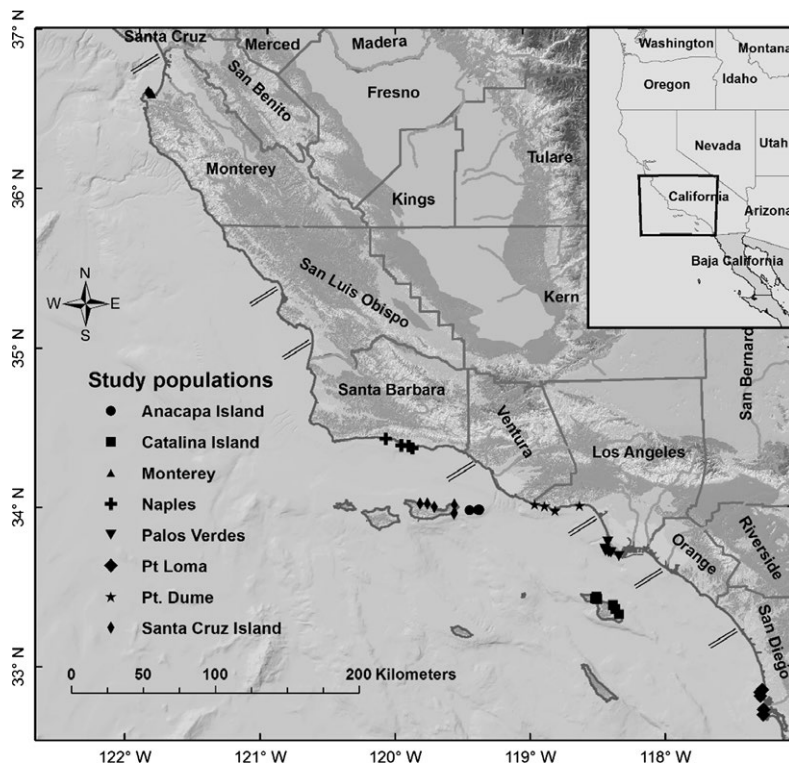 37° N
36° N
35° N
34° N
33° N
Santa Cruz
Merced
Madera
San Benito
Fresno
Monterey
Tulare
Kings
San Luis Obispo
Kern
Santa Barbara
Ventura
Los Angeles
San Bernard
Orange
Riverside
San Diego
Washington
Montana
Oregon
Idaho
Nevada
Utah
California
Arizona
Baja California
N
W E
S
Study populations
Anacapa Island
Catalina Island
Monterey
Naples
Palos Verdes
Pt Loma
Pt. Dume
Santa Cruz Island
0 50 100 200 Kilometers
122° W
121° W
120° W
119° W
118° W